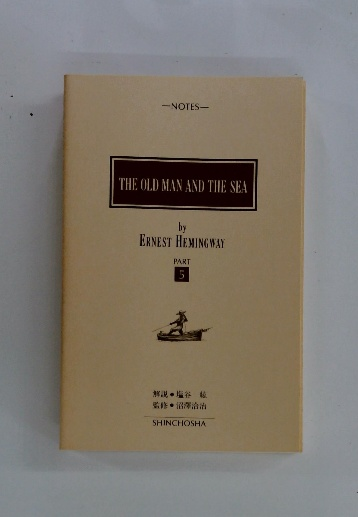 —NOTES—
THE OLD MAN AND THE SEA
by
ERNEST HEMINGWAY
PART
5
解説●塩谷 紘
監修●沼澤洽治
SHINCHOSHA